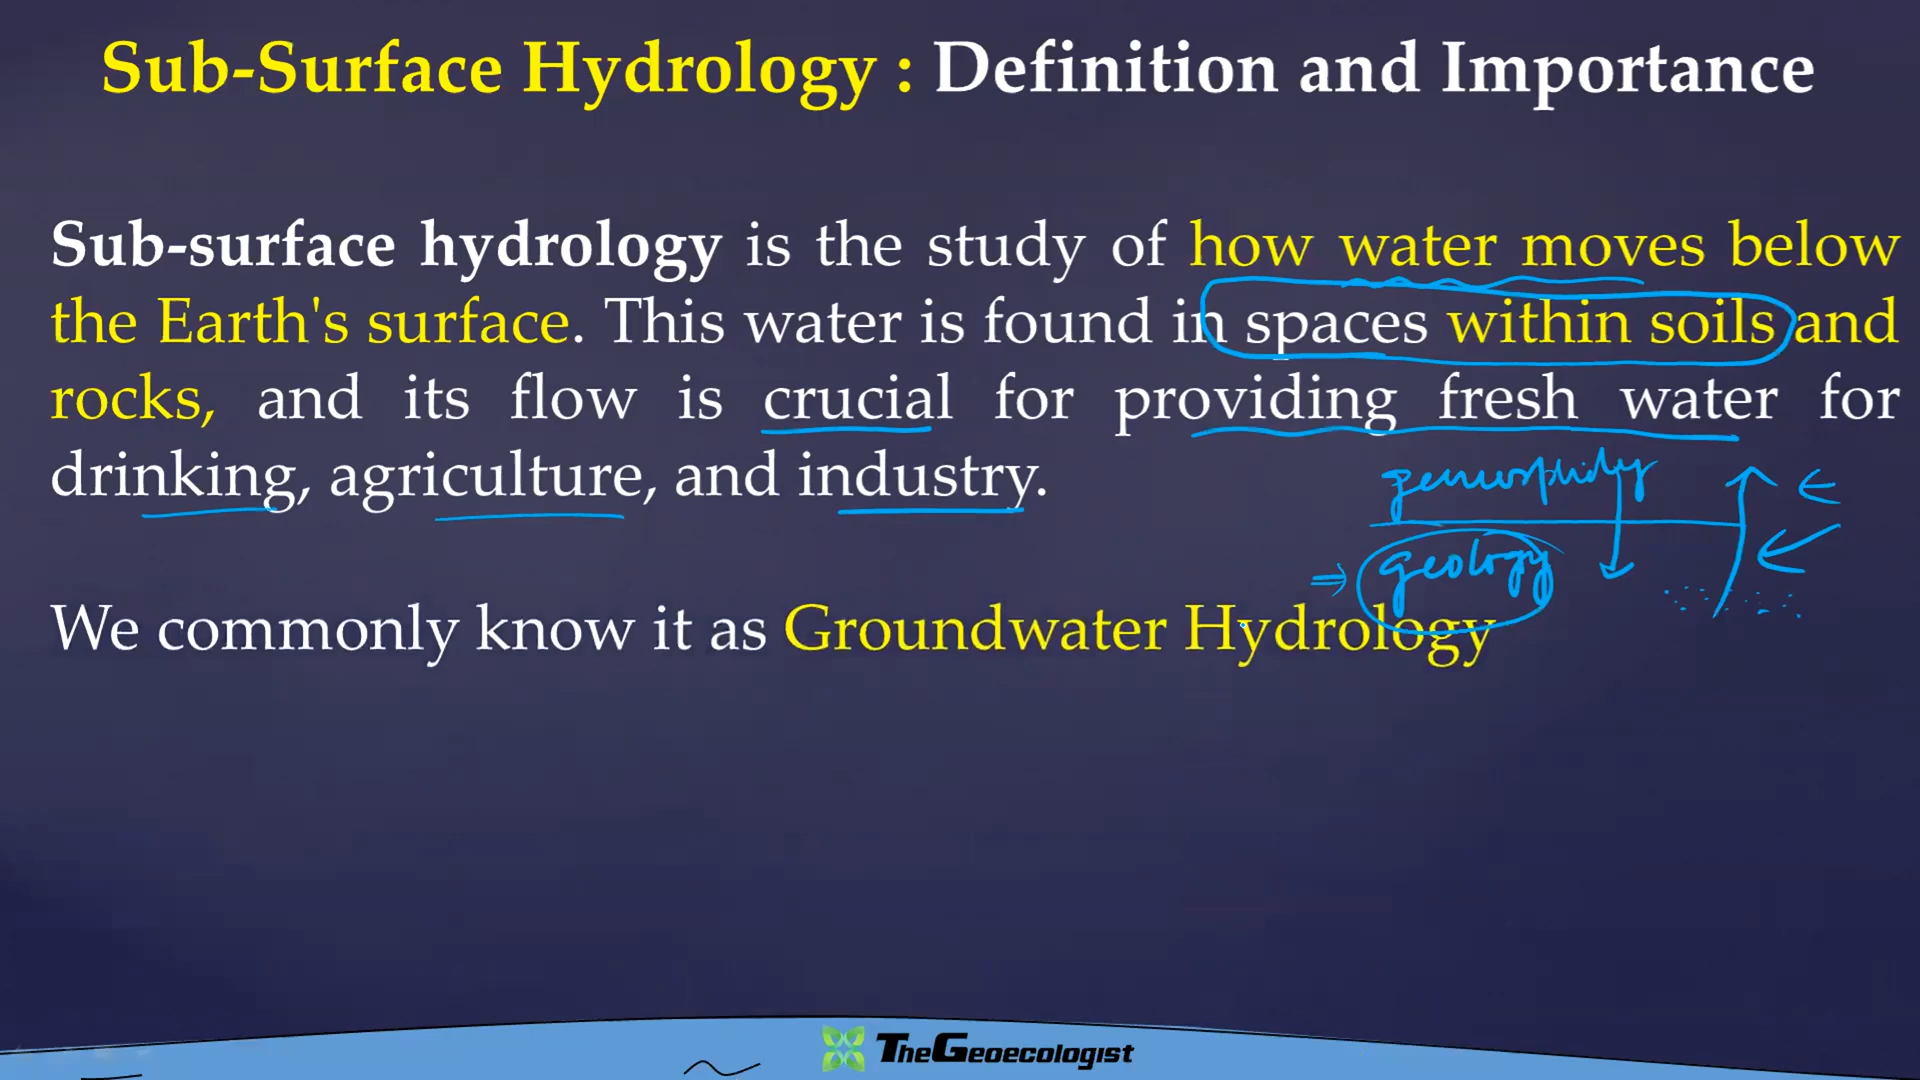 Sub-Surface Hydrology : Definition and Importance
Sub-surface hydrology is the study of how water moves below
the Earth's surface. This water is found in spaces within soils and
rocks, and its flow is crucial for providing fresh water for
drinking, agriculture, and industry.
geology
We commonly know it as Groundwater Hydrology
TheGeoecologist